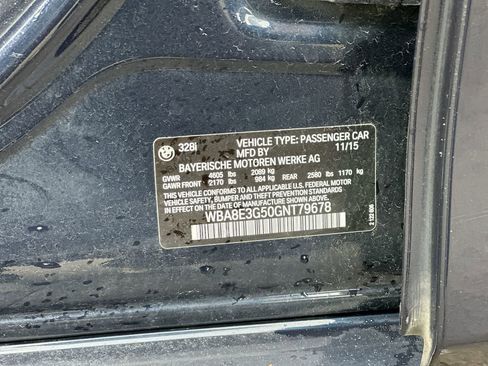 328i VEHICLE TYPE: PASSENGER CAR
MFD BY 11/15
BAYERISCHE MOTOREN WERKE AG
GVWR 4605 lbs 2089 kg
GAWR FRONT 2170 lbs 984 kg REAR 2580 lbs 1170 kg
THIS VEHICLE CONFORMS TO ALL APPLICABLE U.S. FEDERAL MOTOR
VEHICLE SAFETY, BUMPER, AND THEFT PREVENTION STANDARDS IN
EFFECT ON THE DATE OF MANUFACTURE SHOWN ABOVE.
WBA8E3G50GNT79678